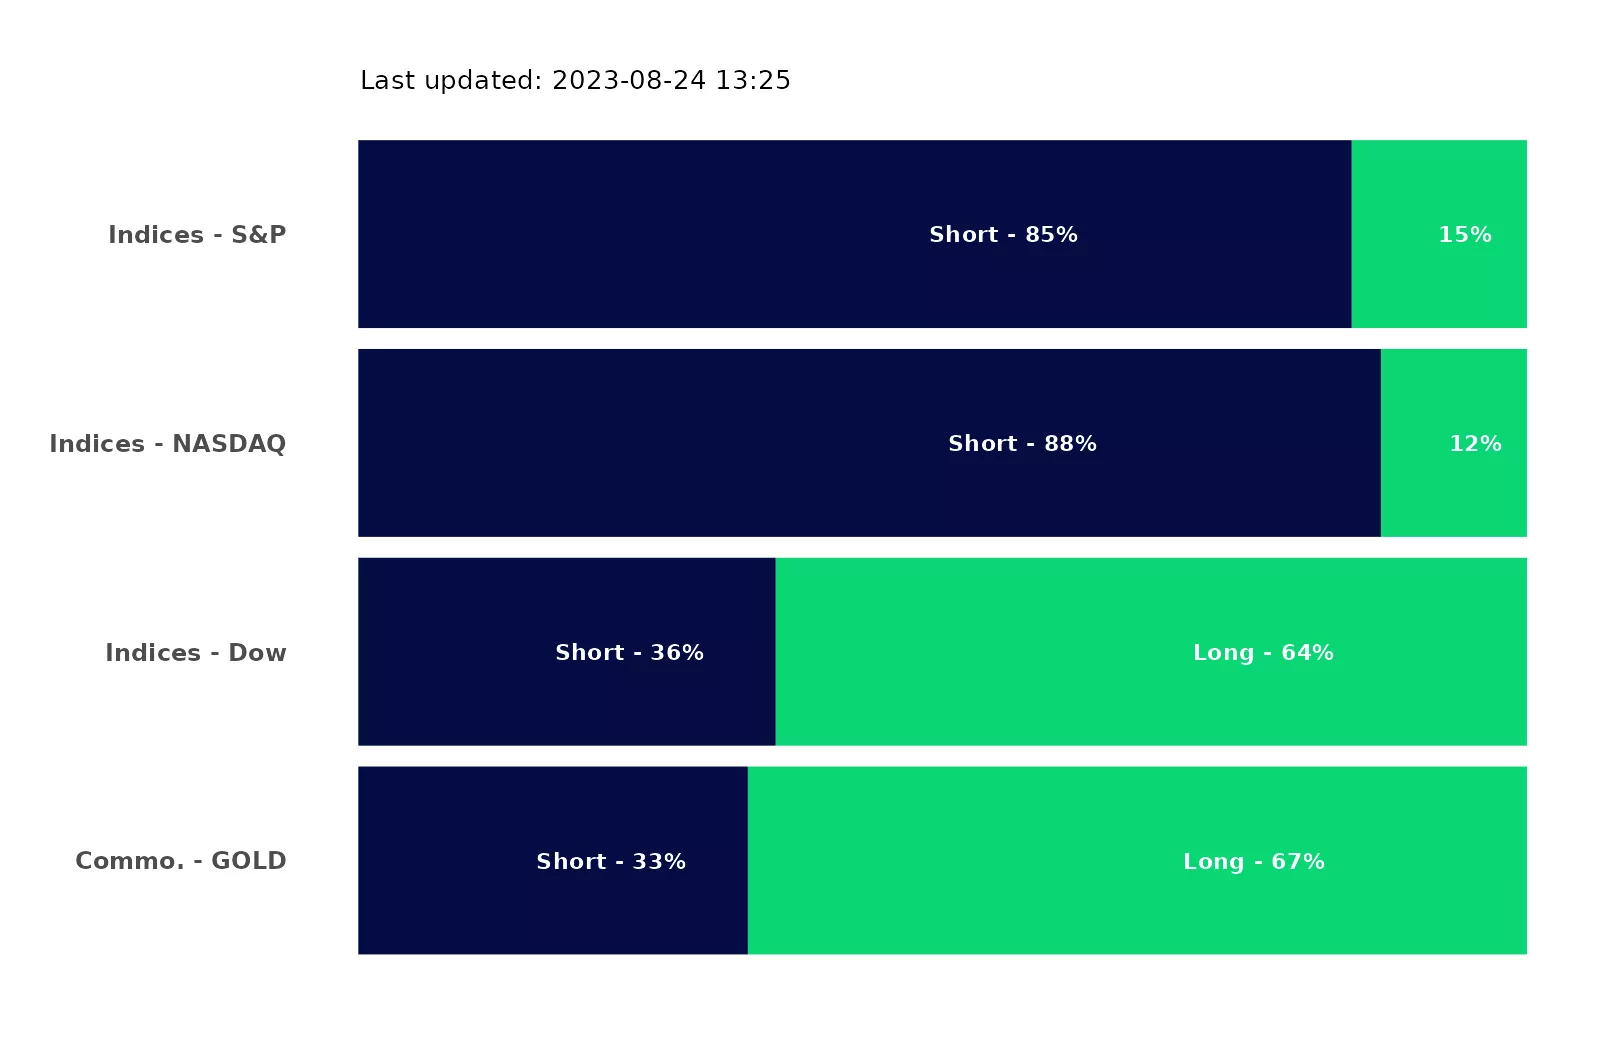 Last updated: 2023-08-24 13:25
Indices - S&P Short - 85% 15%
Indices - NASDAQ Short - 88% 12%
Indices - Dow Short - 36% Long - 64%
Commo. - GOLD Short - 33% Long - 67%